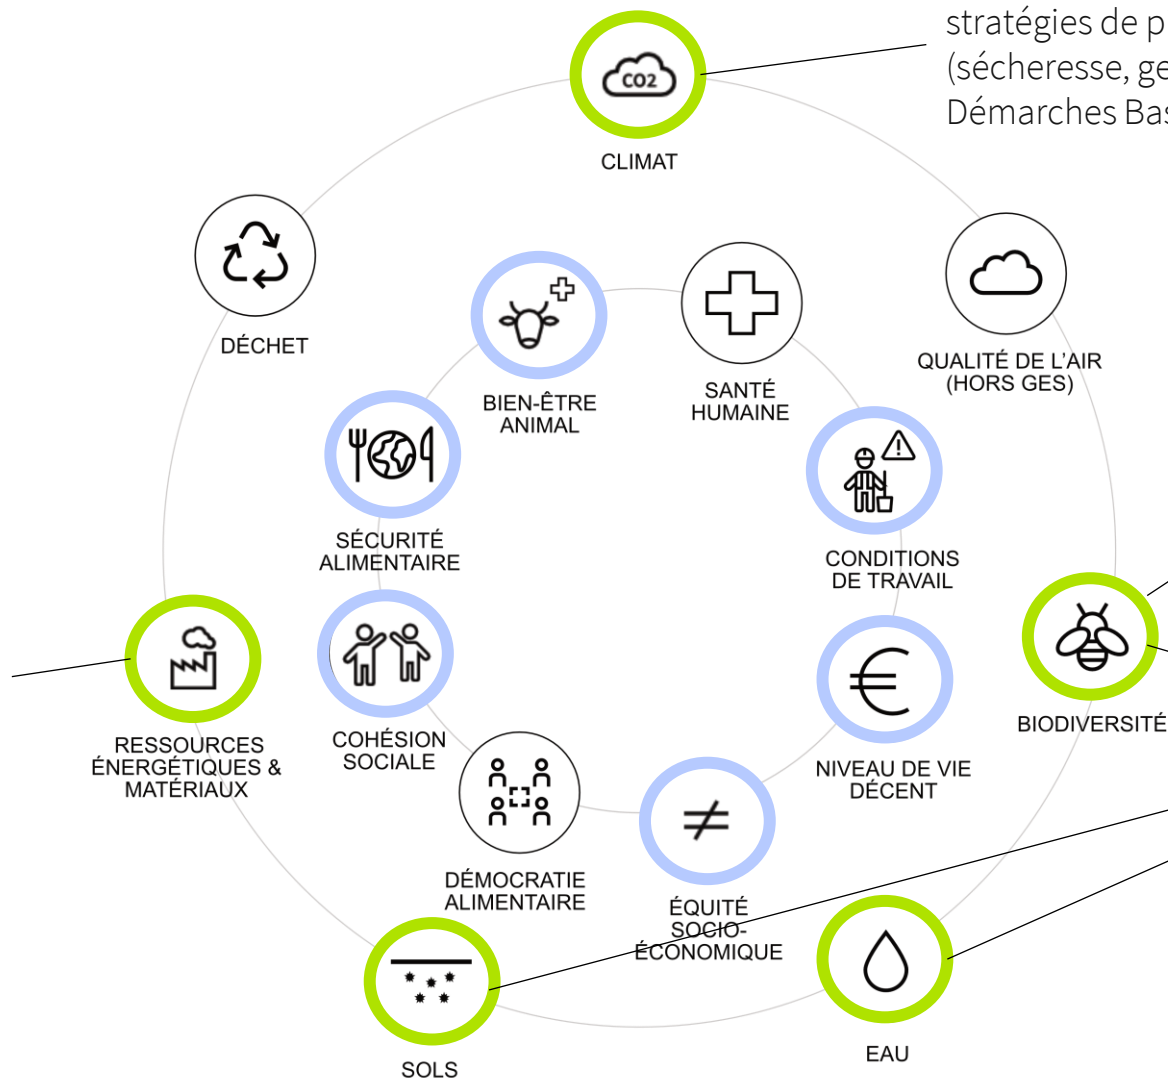 stratégies de p
(sécheresse, ge
Démarches Bas
CO2
CLIMAT
DÉCHET
QUALITÉ DE L'AIR
(HORS GES)
BIEN-ÊTRE
ANIMAL
SANTÉ
HUMAINE
SÉCURITÉ
ALIMENTAIRE
CONDITIONS
DE TRAVAIL
RESSOURCES
ÉNERGÉTIQUES &
MATÉRIAUX
COHÉSION
SOCIALE
NIVEAU DE VIE
DÉCENT
BIODIVERSITÉ
DÉMOCRATIE
ALIMENTAIRE
ÉQUITÉ
SOCIO-
ÉCONOMIQUE
SOLS
EAU